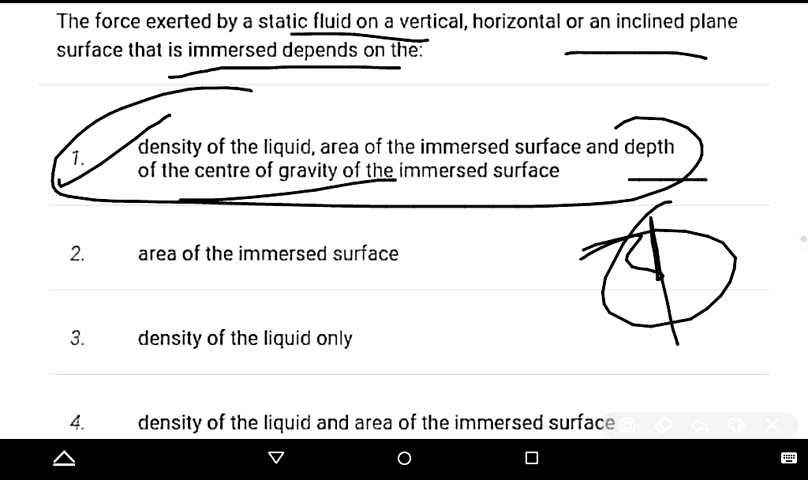 The force exerted by a static fluid on a vertical, horizontal or an inclined plane
surface that is immersed depends on the:
1. density of the liquid, area of the immersed surface and depth
of the centre of gravity of the immersed surface
2. area of the immersed surface
3. density of the liquid only
4. density of the liquid and area of the immersed surface